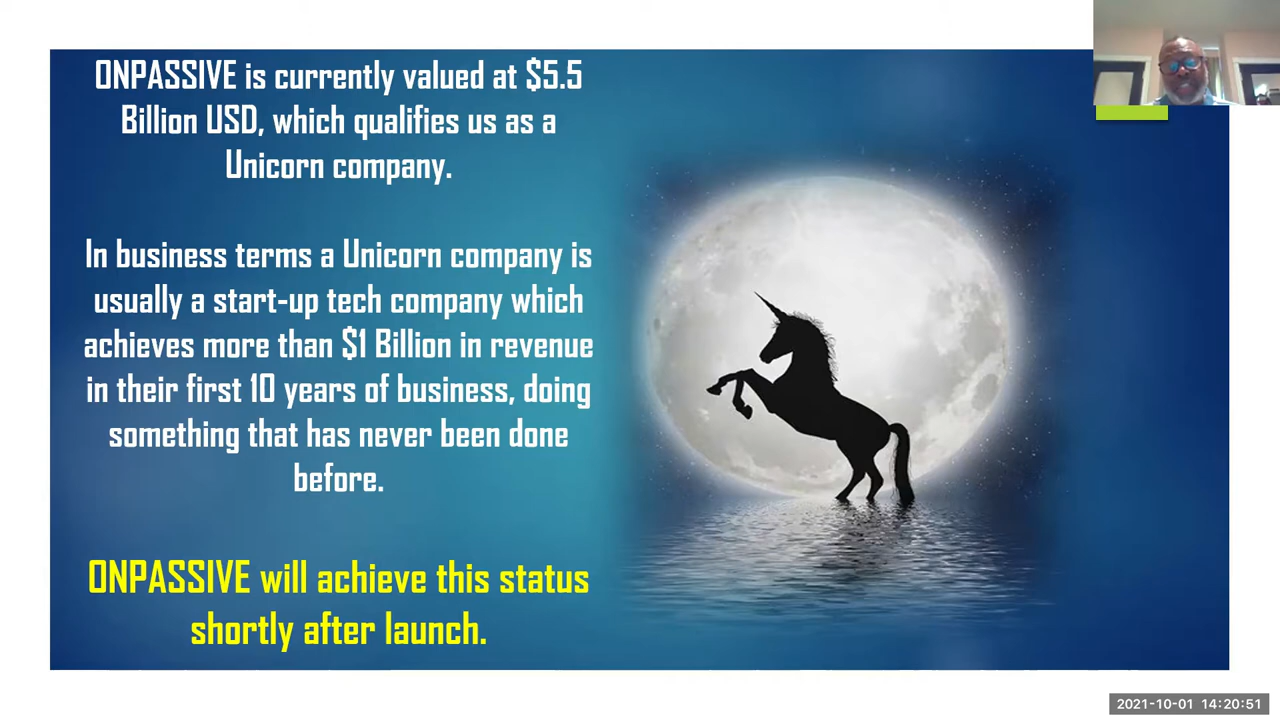 ONPASSIVE is currently valued at $5.5
Billion USD, which qualifies us as a
Unicorn company.
In business terms a Unicorn company is
usually a start-up tech company which
achieves more than $1 Billion in revenue
in their first 10 years of business, doing
something that has never been done
before.
ONPASSIVE will achieve this status
shortly after launch.
2021-10-01 14:20:51